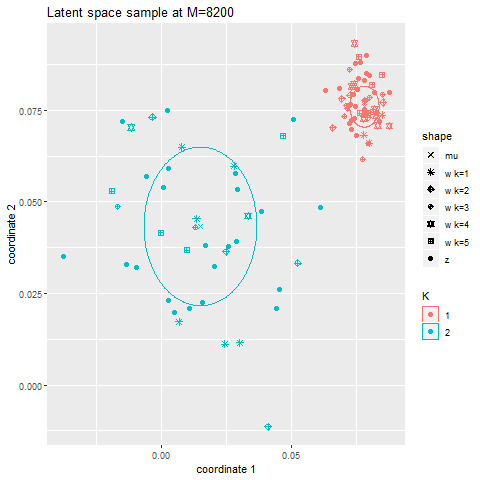 Latent space sample at M=8200
coordinate 2
0.075
0.050
0.025
0.000
0.00
0.05
coordinate 1
shape
mu
w k=1
w k=2
w k=3
w k=4
w k=5
z
K
1
2